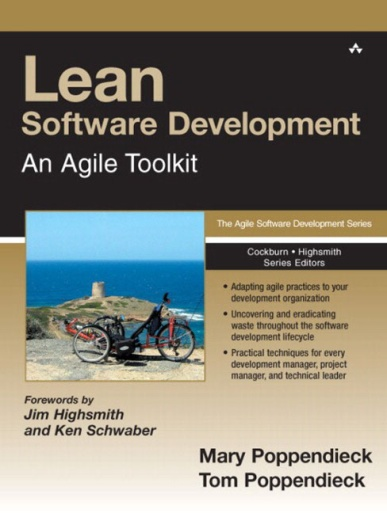 Lean
Software Development
An Agile Toolkit
The Agile Software Development Series
Cockburn • Highsmith
Series Editors
• Adapting agile practices to your
development organization
• Uncovering and eradicating
waste throughout the software
development lifecycle
• Practical techniques for every
development manager, project
manager, and technical leader
Forewords by
Jim Highsmith
and Ken Schwaber
Mary Poppendieck
Tom Poppendieck